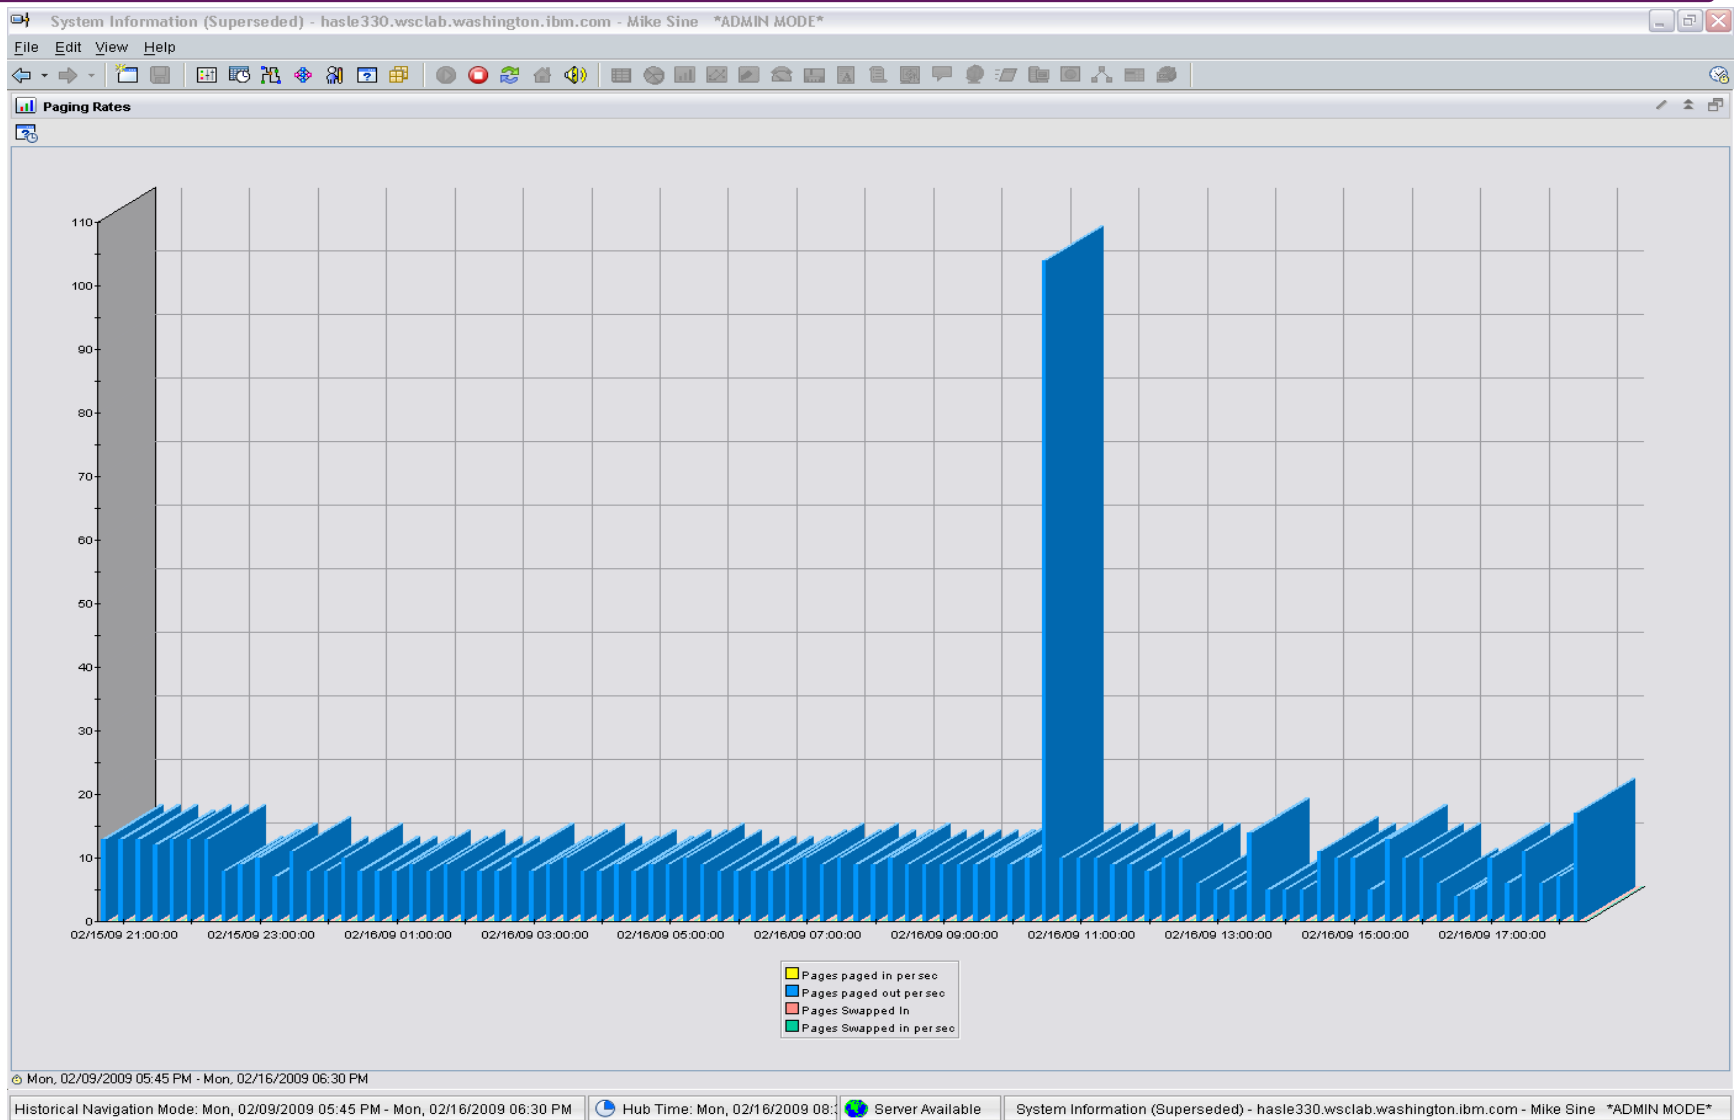 System Information (Superseded) - hasle330.wsclab.washington.ibm.com - Mike Sine *ADMIN MODE*
File Edit View Help
Paging Rates
110
100
90
80
70
60
50
40
30
20
10
0
02/15/09 21:00:00 02/15/09 23:00:00 02/16/09 01:00:00 02/16/09 03:00:00 02/16/09 05:00:00 02/16/09 07:00:00 02/16/09 09:00:00 02/16/09 11:00:00 02/16/09 13:00:00 02/16/09 15:00:00 02/16/09 17:00:00
Pages paged in per sec
Pages paged out per sec
Pages Swapped In
Pages Swapped in per sec
Mon, 02/09/2009 05:45 PM - Mon, 02/16/2009 06:30 PM
Historical Navigation Mode: Mon, 02/09/2009 05:45 PM - Mon, 02/16/2009 06:30 PM Hub Time: Mon, 02/16/2009 08: Server Available System Information (Superseded) - hasle330.wsclab.washington.ibm.com - Mike Sine *ADMIN MODE*